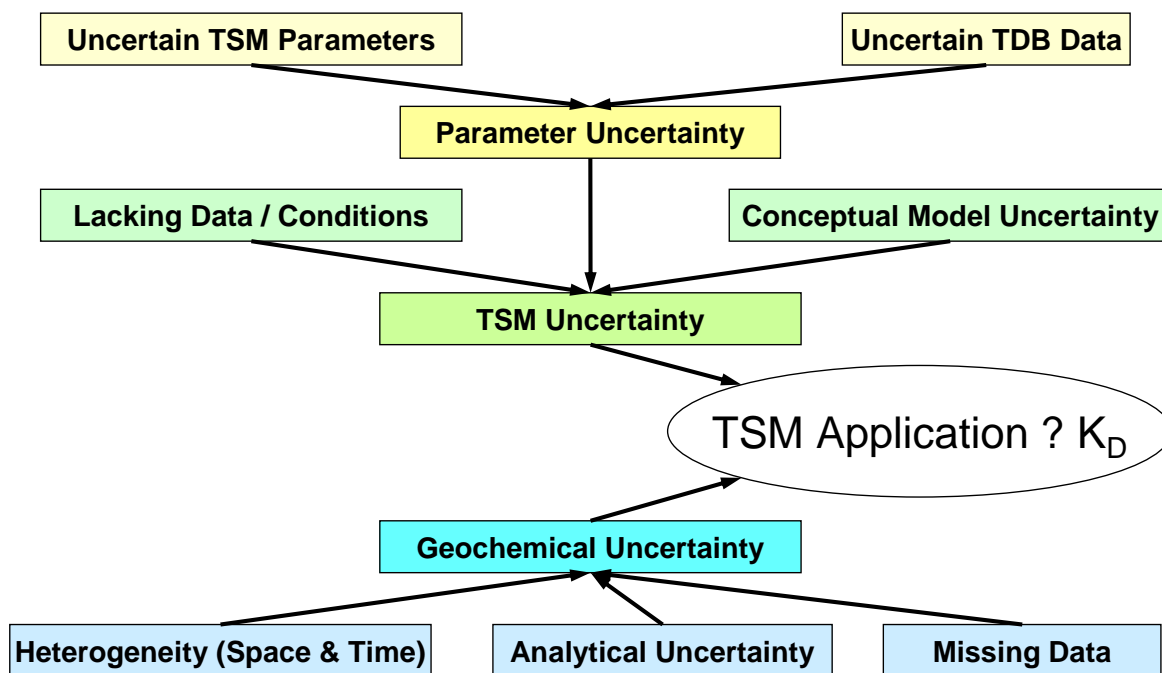 Uncertain TSM Parameters
Uncertain TDB Data
Parameter Uncertainty
Lacking Data / Conditions
Conceptual Model Uncertainty
TSM Uncertainty
TSM Application ? K_D
Geochemical Uncertainty
Heterogeneity (Space & Time)
Analytical Uncertainty
Missing Data